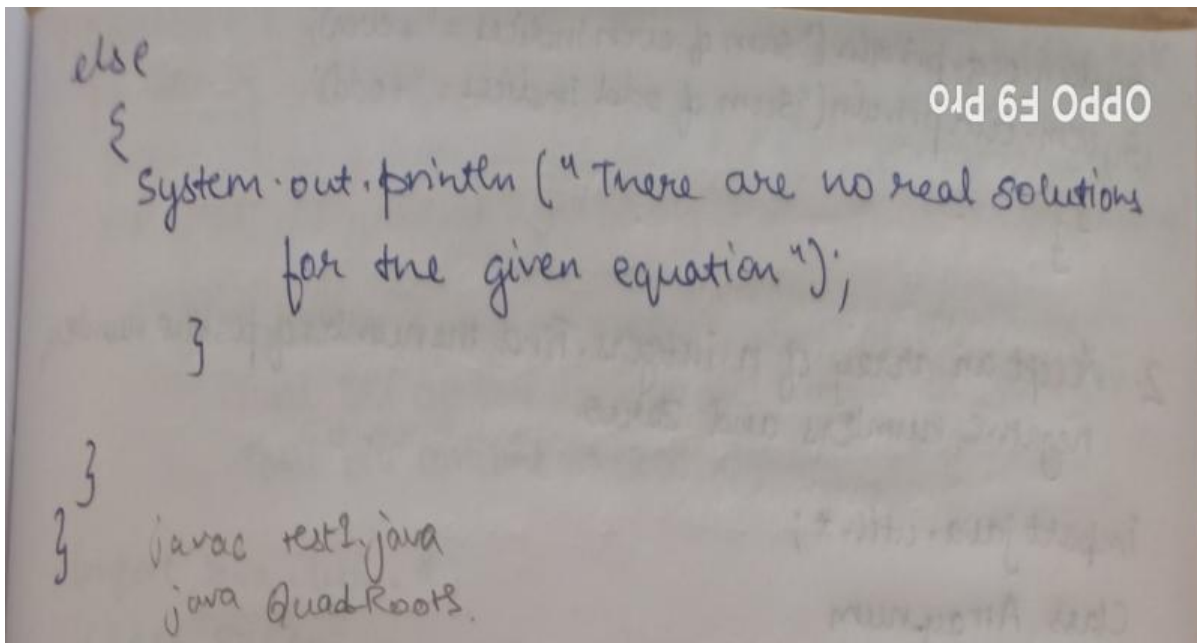 else
OPPO F9 Pro
{
System.out.println ("There are no real solutions
for the given equation");
}
}
}
javac test1.java
java QuadRoots.